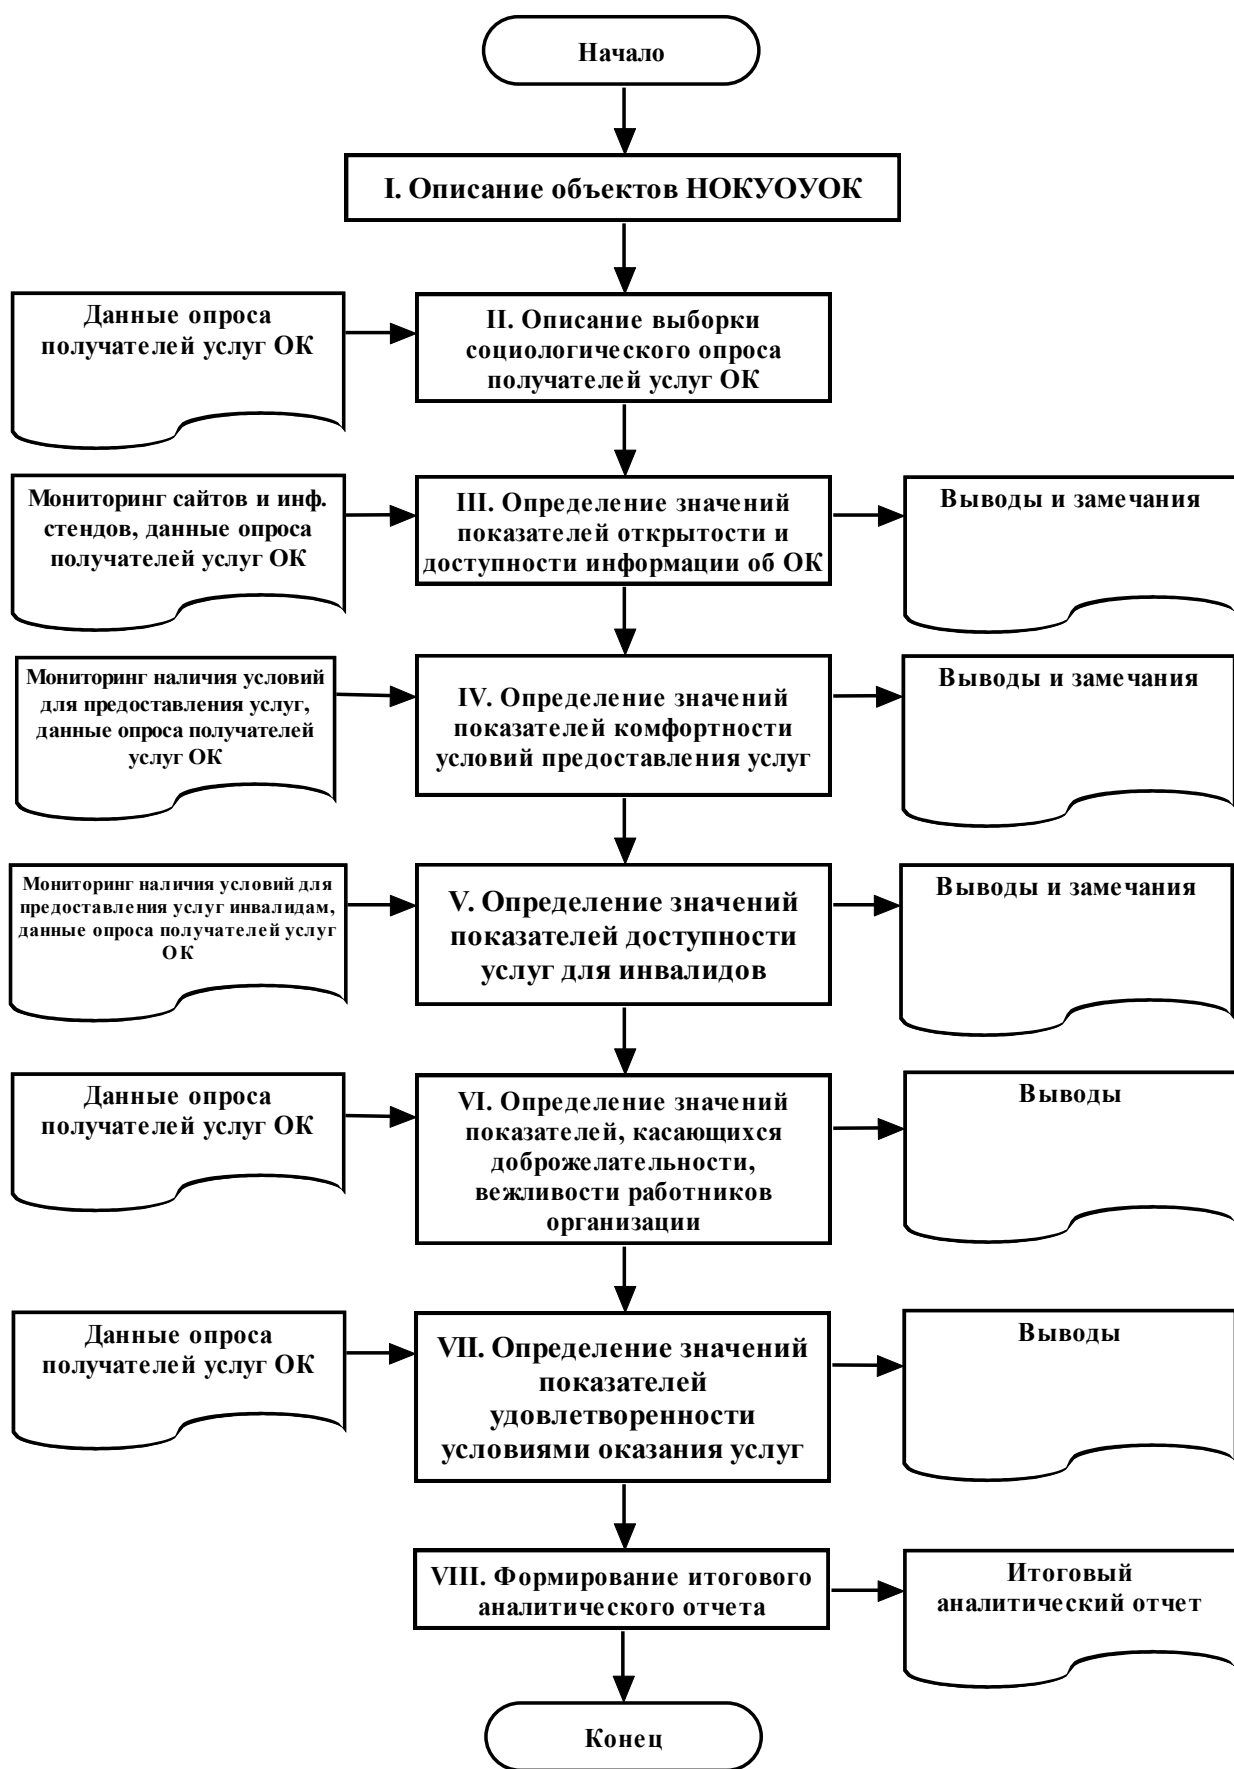 Начало
I. Описание объектов НОКУОУОК
Данные опроса
получателей услуг ОК
II. Описание выборки
социологического опроса
получателей услуг ОК
Мониторинг сайтов и инф.
стендов, данные опроса
получателей услуг ОК
III. Определение значений
показателей открытости и
доступности информации об ОК
Выводы и замечания
Мониторинг наличия условий
для предоставления услуг,
данные опроса получателей
услуг ОК
IV. Определение значений
показателей комфортности
условий предоставления услуг
Выводы и замечания
Мониторинг наличия условий для
предоставления услуг инвалидам,
данные опроса получателей услуг
ОК
V. Определение значений
показателей доступности
услуг для инвалидов
Выводы и замечания
Данные опроса
получателей услуг ОК
VI. Определение значений
показателей, касающихся
доброжелательности,
вежливости работников
организации
Выводы
Данные опроса
получателей услуг ОК
VII. Определение значений
показателей
удовлетворенности
условиями оказания услуг
Выводы
VIII. Формирование итогового
аналитического отчета
Итоговый
аналитический отчет
Конец